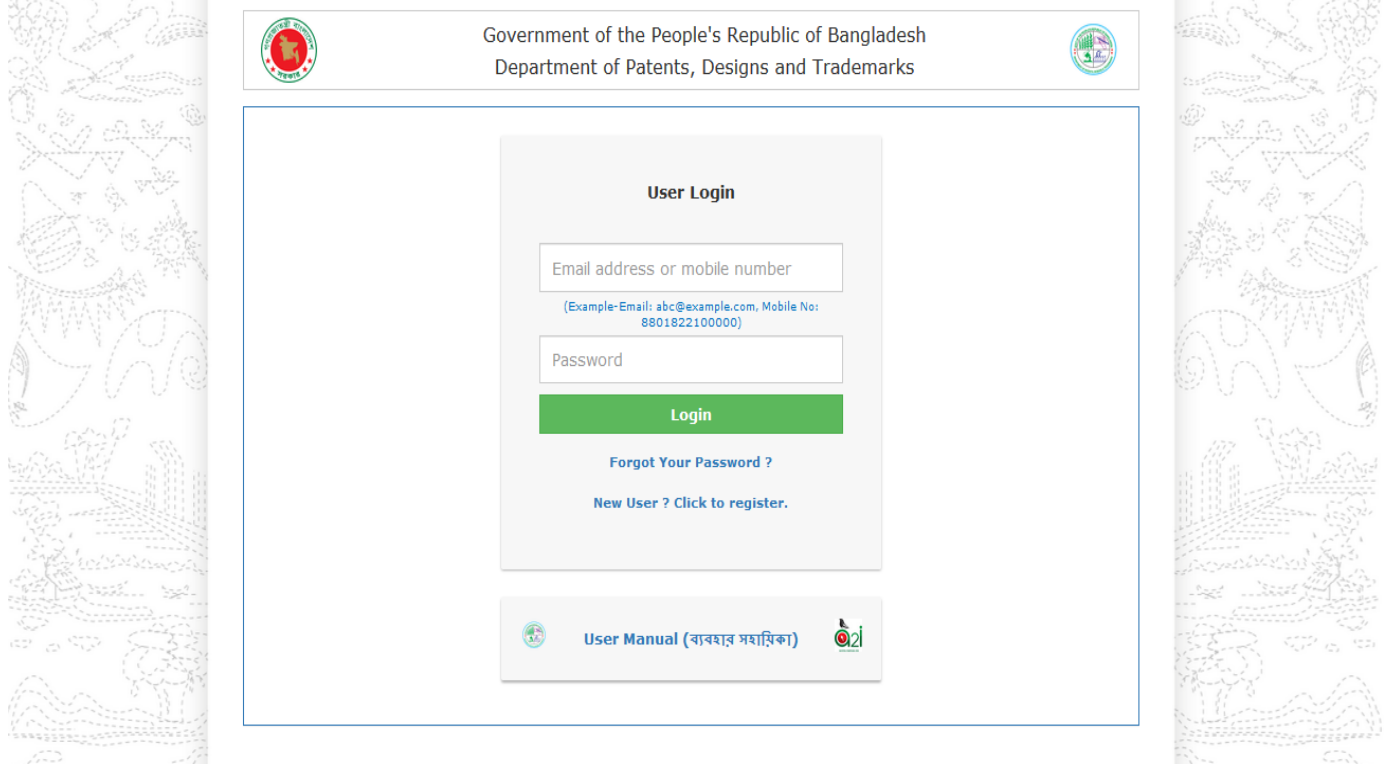 Government of the People's Republic of Bangladesh
Department of Patents, Designs and Trademarks
User Login
Email address or mobile number
(Example-Email: abc@example.com, Mobile No:
8801822100000)
Password
Login
Forgot Your Password ?
New User ? Click to register.
User Manual (ব্যবহার সহায়িকা)
a2i